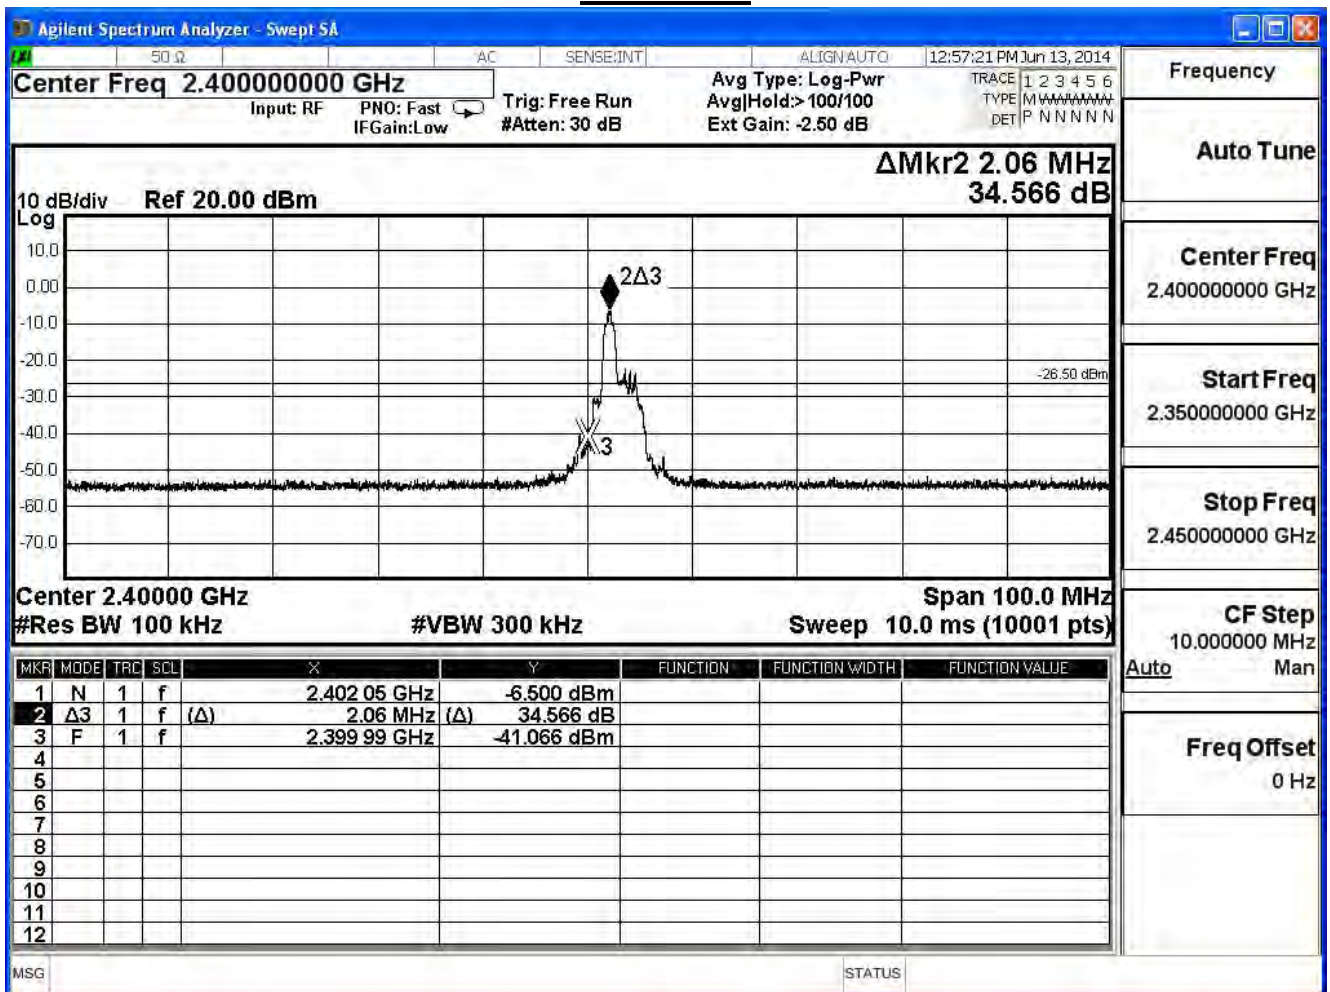 Agilent Spectrum Analyzer - Swept SA
LXI 50 Ω AC SENSE:INT ALIGN AUTO 12:57:21 PM Jun 13, 2014
Center Freq 2.400000000 GHz
Input: RF PNO: Fast IFGain:Low
Trig: Free Run
#Atten: 30 dB
Avg Type: Log-Pwr
Avg|Hold:>100/100
Ext Gain: -2.50 dB
TRACE 1 2 3 4 5 6
TYPE M WWWWW
DET P N N N N N
ΔMkr2 2.06 MHz
34.566 dB
10 dB/div Ref 20.00 dBm
Log
10.0
0.00
-10.0
-20.0
-30.0
-40.0
-50.0
-60.0
-70.0
2Δ3
-26.50 dBm
3
Center 2.40000 GHz Span 100.0 MHz
#Res BW 100 kHz #VBW 300 kHz Sweep 10.0 ms (10001 pts)
MKR MODE TRC SCL X Y FUNCTION FUNCTION WIDTH FUNCTION VALUE
1 N 1 f 2.402 05 GHz -6.500 dBm
2 Δ3 1 f (Δ) 2.06 MHz (Δ) 34.566 dB
3 F 1 f 2.399 99 GHz -41.066 dBm
4
5
6
7
8
9
10
11
12
MSG STATUS
Frequency
Auto Tune
Center Freq
2.400000000 GHz
Start Freq
2.350000000 GHz
Stop Freq
2.450000000 GHz
CF Step
10.000000 MHz
Auto Man
Freq Offset
0 Hz